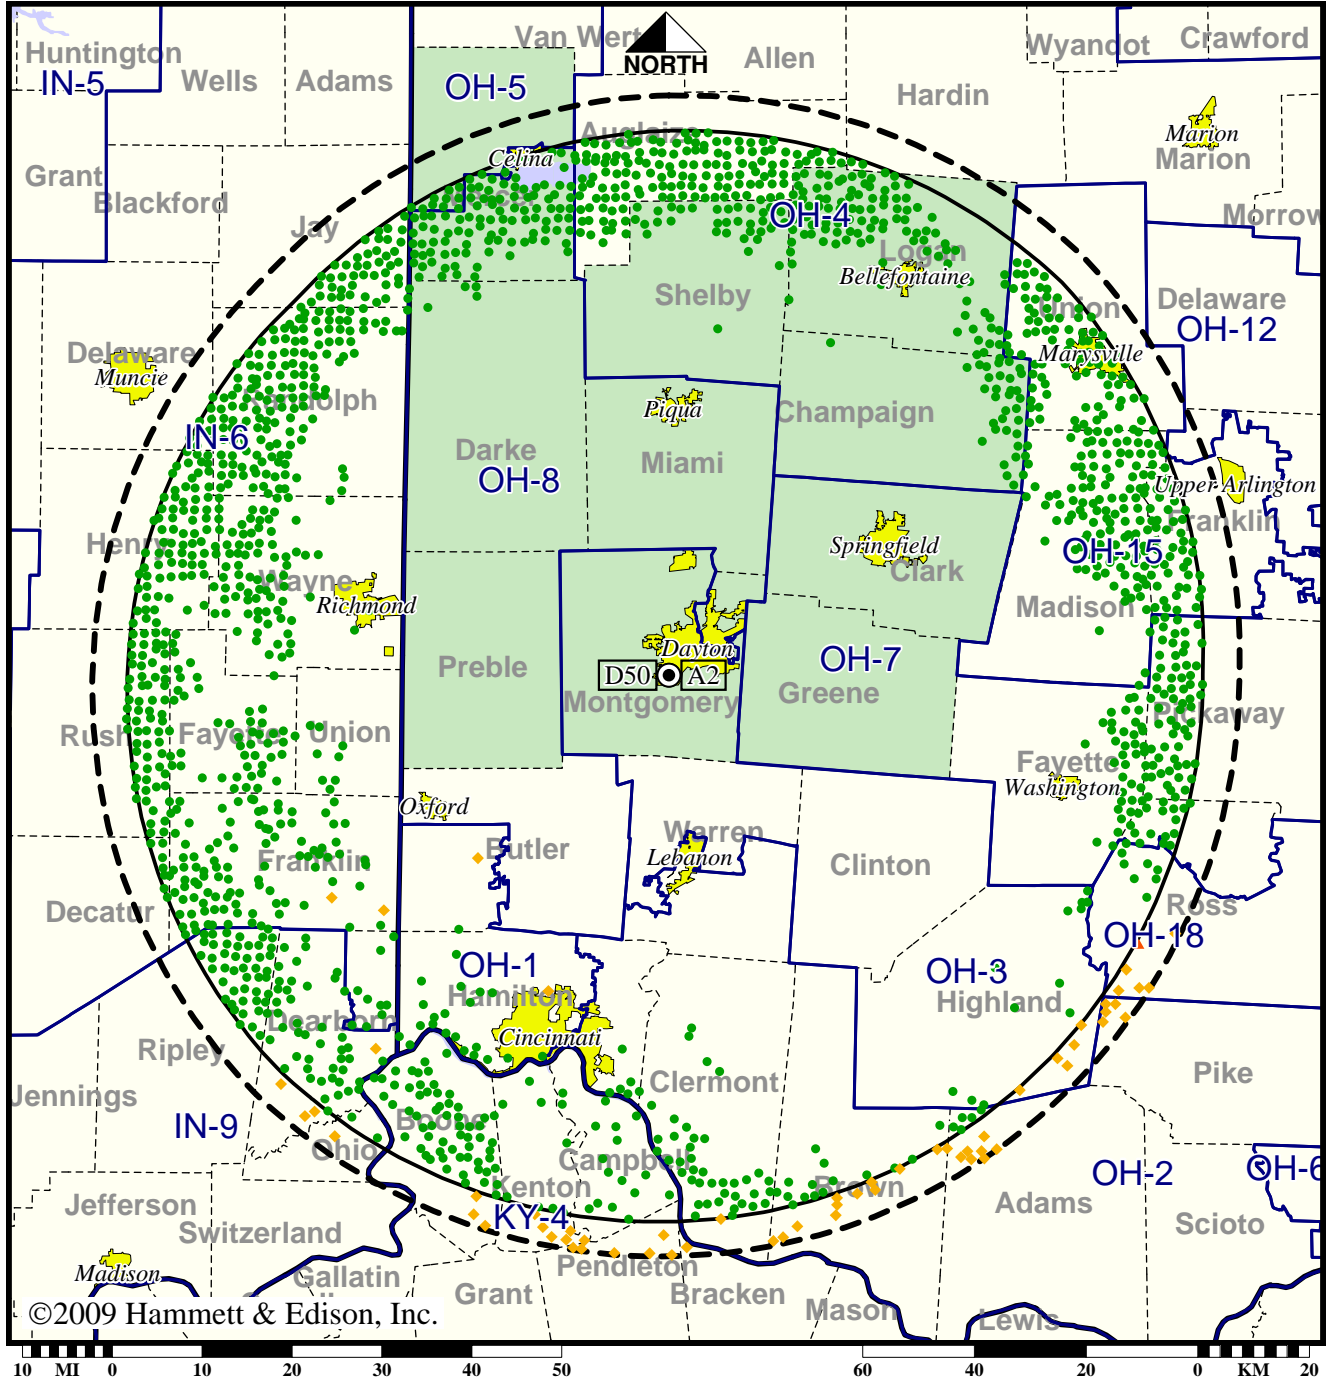 Van Wert
Huntington
Wells
Adams
Allen
Wyandot
Crawford
NORTH
IN-5
OH-5
Hardin
Marion
Marion
Auglaize
Celina
Grant
Blackford
Mercer
Jay
OH-4
Morrow
Logan
Bellefontaine
Shelby
Union
Delaware
OH-12
Delaware
Muncie
Marysville
Randolph
Piqua
Champaign
IN-6
Darke
OH-8
Miami
Upper Arlington
Franklin
Henry
Springfield
Clark
OH-15
Wayne
Richmond
Madison
Dayton
Preble
D50
A2
OH-7
Montgomery
Greene
Rush
Fayette
Union
Pickaway
Fayette
Washington
Oxford
Warren
Butler
Lebanon
Franklin
Clinton
Decatur
Ross
OH-18
OH-1
OH-3
Hamilton
Highland
Dearborn
Cincinnati
Ripley
Clermont
Pike
Jennings
IN-9
Boone
Ohio
Campbell
OH-6
OH-2
Kenton
Brown
Adams
Jefferson
KY-4
Scioto
Switzerland
Pendleton
Madison
Gallatin
Grant
Bracken
Mason
Lewis
©2009 Hammett & Edison, Inc.
10 MI 0 10 20 30 40 50 60 40 20 0 KM 20